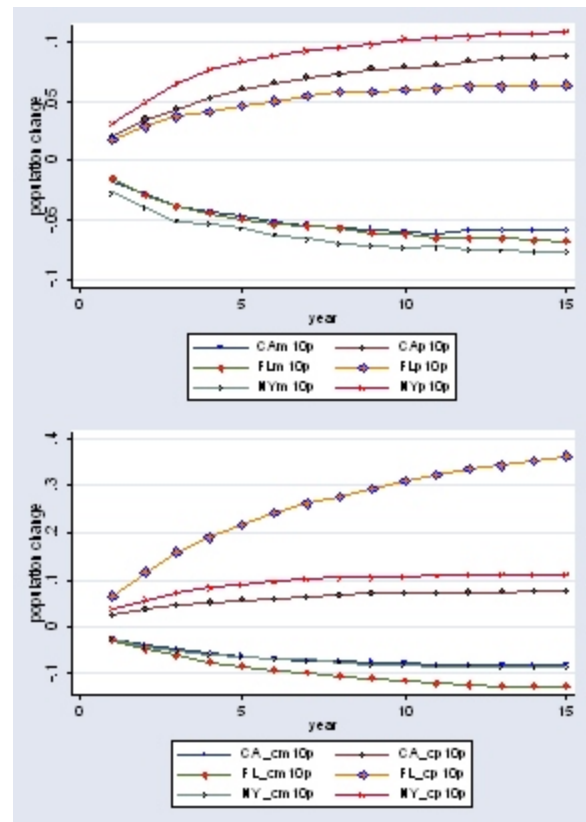 population change
.1
.05
0
-.05
-.1
0 5 10 15
year
CAm 10p CAp 10p
FLm 10p FLp 10p
NYm 10p NYp 10p
population change
.4
.3
.2
.1
0
-.1
0 5 10 15
year
CA_cm 10p CA_cp 10p
FL_cm 10p FL_cp 10p
NY_cm 10p NY_cp 10p